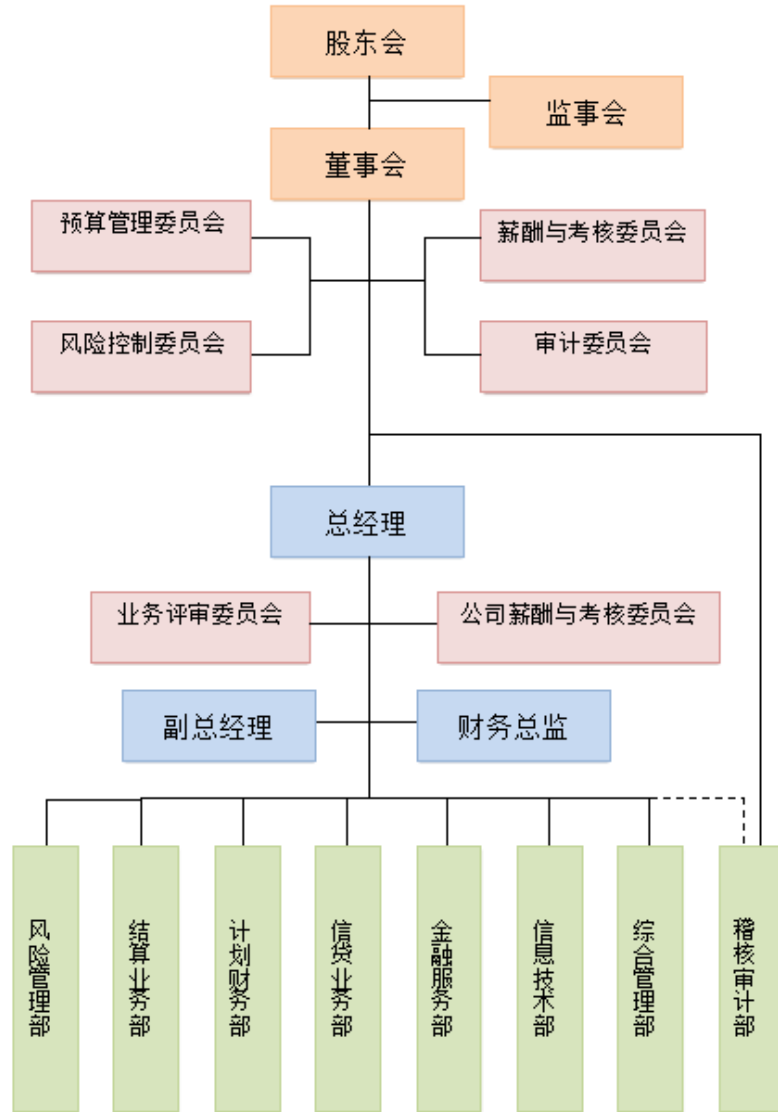 股东会
监事会
董事会
预算管理委员会
薪酬与考核委员会
风险控制委员会
审计委员会
总经理
业务评审委员会
公司薪酬与考核委员会
副总经理
财务总监
风险管理部
结算业务部
计划财务部
信贷业务部
金融服务部
信息技术部
综合管理部
稽核审计部